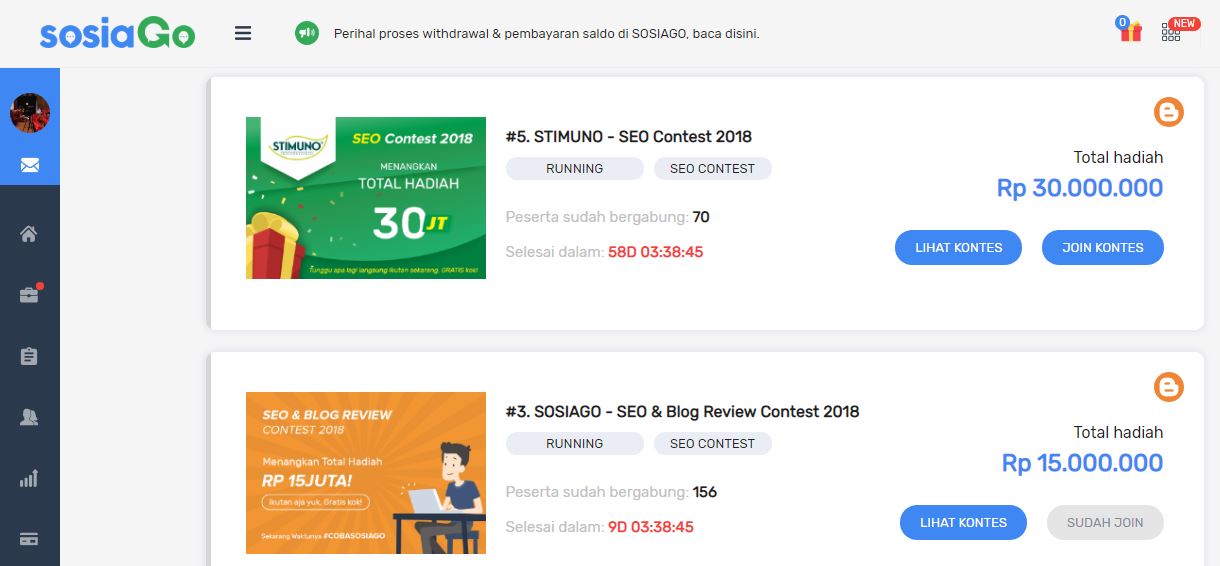 sosiaGo
Perihal proses withdrawal & pembayaran saldo di SOSIAGO, baca disini.
0
NEW
STIMUNO
SEO Contest 2018
MENANGKAN
TOTAL HADIAH
30 JT
Tunggu apa lagi langsung ikutan sekarang, GRATIS kok!
#5. STIMUNO - SEO Contest 2018
RUNNING SEO CONTEST
Peserta sudah bergabung: 70
Selesai dalam: 58D 03:38:45
Total hadiah
Rp 30.000.000
LIHAT KONTES JOIN KONTES
SEO & BLOG REVIEW
CONTEST 2018
Menangkan Total Hadiah
RP 15JUTA!
Ikutan aja yuk, Gratis kok!
Sekarang Waktunya #COBASOSIAGO
#3. SOSIAGO - SEO & Blog Review Contest 2018
RUNNING SEO CONTEST
Peserta sudah bergabung: 156
Selesai dalam: 9D 03:38:45
Total hadiah
Rp 15.000.000
LIHAT KONTES SUDAH JOIN